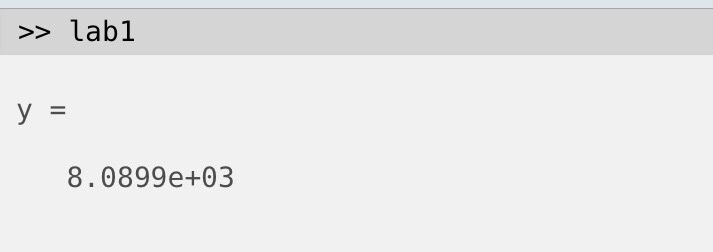 >> lab1
y =
8.0899e+03